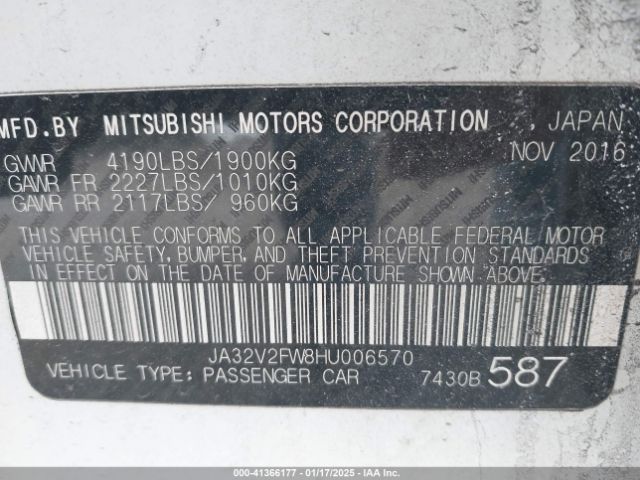 MFD.BY MITSUBISHI MOTORS CORPORATION , JAPAN
GVWR 4190LBS/1900KG NOV 2016
GAWR FR 2227LBS/1010KG
GAWR RR 2117LBS/ 960KG
THIS VEHICLE CONFORMS TO ALL APPLICABLE FEDERAL MOTOR
VEHICLE SAFETY, BUMPER, AND THEFT PREVENTION STANDARDS
IN EFFECT ON THE DATE OF MANUFACTURE SHOWN ABOVE.
JA32V2FW8HU006570
VEHICLE TYPE: PASSENGER CAR 7430B 587
000-41366177 - 01/17/2025 - IAAI.COM